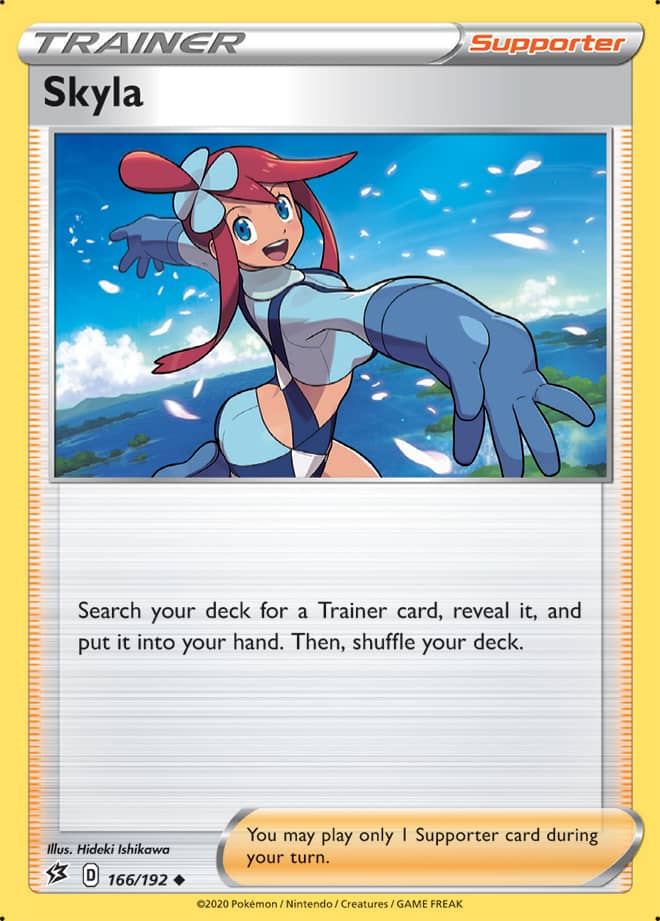 TRAINER
Supporter
Skyla
Search your deck for a Trainer card, reveal it, and
put it into your hand. Then, shuffle your deck.
Illus. Hideki Ishikawa
You may play only 1 Supporter card during
your turn.
D 166/192 ◆
©2020 Pokémon / Nintendo / Creatures / GAME FREAK